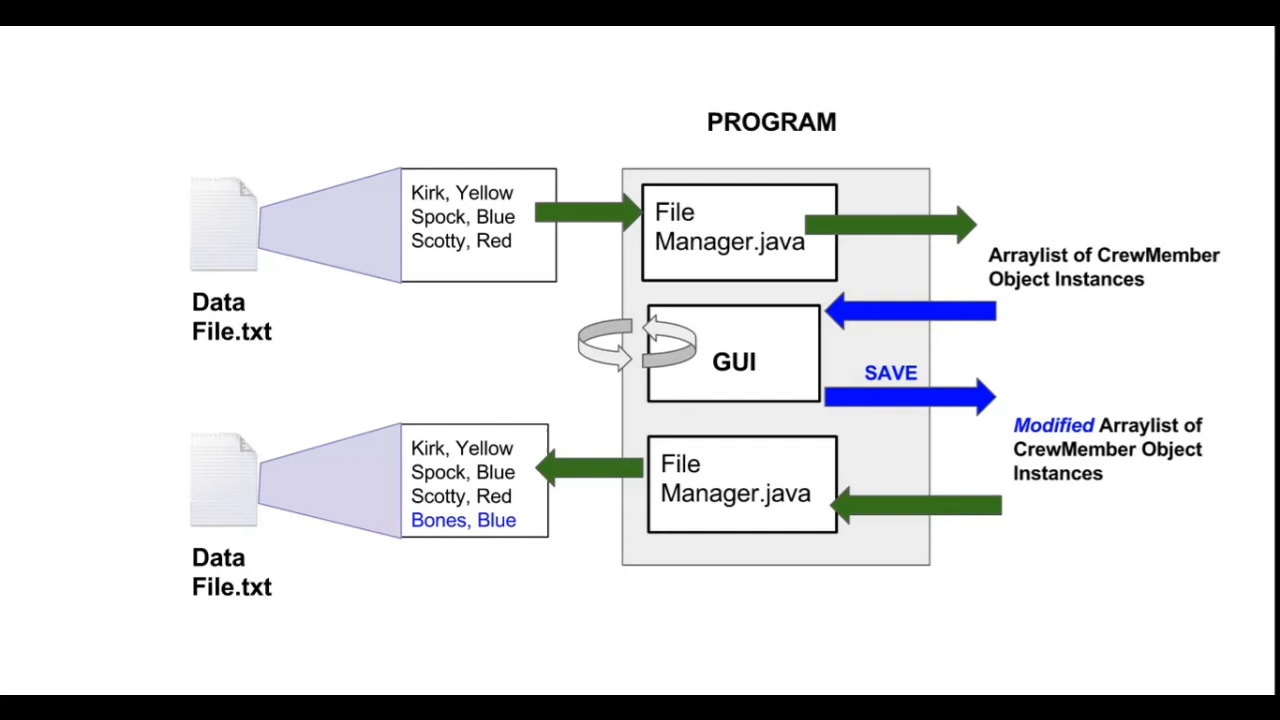 PROGRAM
Kirk, Yellow
Spock, Blue
Scotty, Red
Data
File.txt
File
Manager.java
Arraylist of CrewMember
Object Instances
GUI
SAVE
Modified Arraylist of
CrewMember Object
Instances
Kirk, Yellow
Spock, Blue
Scotty, Red
Bones, Blue
Data
File.txt
File
Manager.java